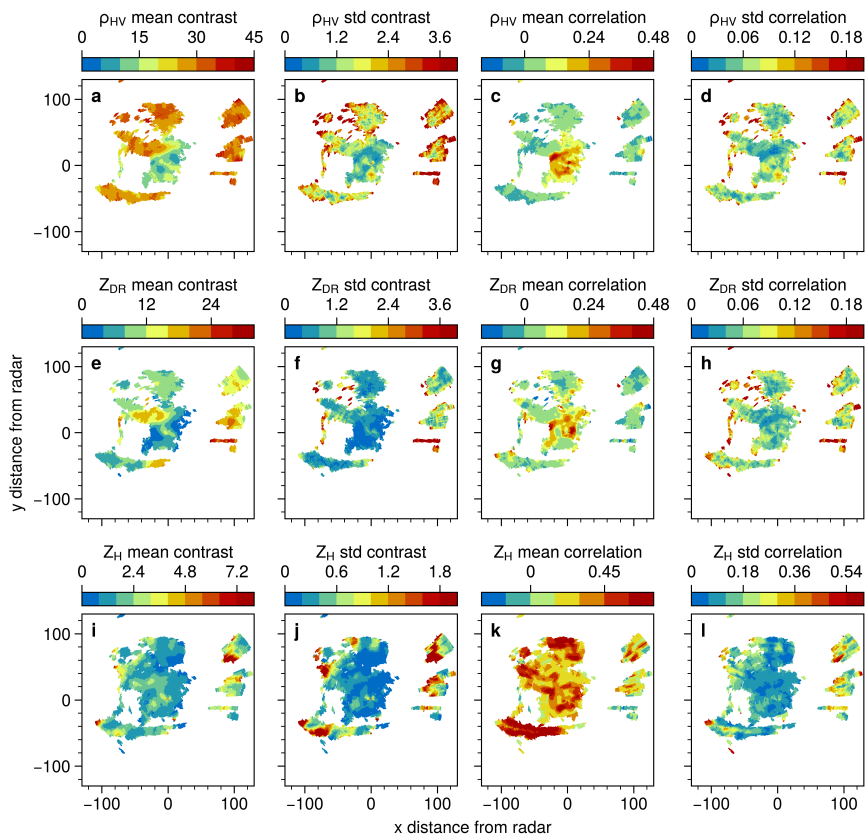 ρHV mean contrast ρHV std contrast ρHV mean correlation ρHV std correlation
0 15 30 45 0 1.2 2.4 3.6 0 0.24 0.48 0 0.06 0.12 0.18
a b c d
100
0
−100
ZDR mean contrast ZDR std contrast ZDR mean correlation ZDR std correlation
0 12 24 0 1.2 2.4 3.6 0 0.24 0.48 0 0.06 0.12 0.18
e f g h
100
0
−100
y distance from radar
ZH mean contrast ZH std contrast ZH mean correlation ZH std correlation
0 2.4 4.8 7.2 0 0.6 1.2 1.8 0 0.45 0 0.18 0.36 0.54
i j k l
100
0
−100
−100 0 100 −100 0 100 −100 0 100 −100 0 100
x distance from radar